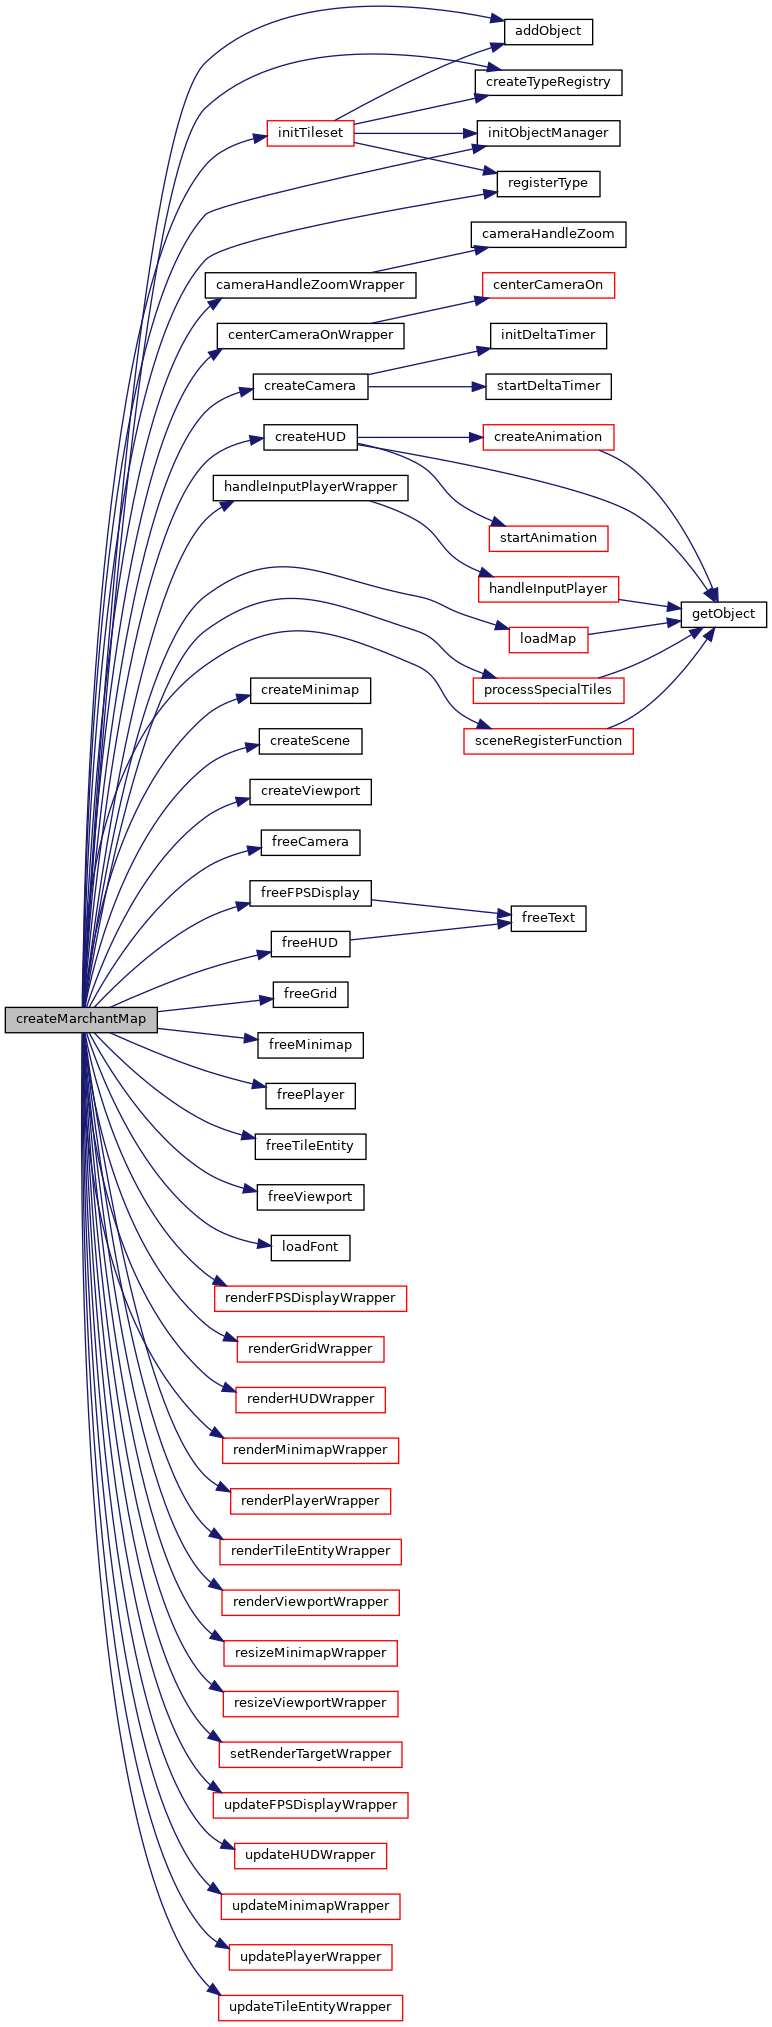 addObject
createTypeRegistry
initTileset
initObjectManager
registerType
cameraHandleZoom
cameraHandleZoomWrapper
centerCameraOn
centerCameraOnWrapper
initDeltaTimer
createCamera
startDeltaTimer
createHUD
createAnimation
handleInputPlayerWrapper
startAnimation
handleInputPlayer
getObject
loadMap
createMinimap
processSpecialTiles
createScene
sceneRegisterFunction
createViewport
freeCamera
freeFPSDisplay
freeText
freeHUD
freeGrid
createMarchantMap
freeMinimap
freePlayer
freeTileEntity
freeViewport
loadFont
renderFPSDisplayWrapper
renderGridWrapper
renderHUDWrapper
renderMinimapWrapper
renderPlayerWrapper
renderTileEntityWrapper
renderViewportWrapper
resizeMinimapWrapper
resizeViewportWrapper
setRenderTargetWrapper
updateFPSDisplayWrapper
updateHUDWrapper
updateMinimapWrapper
updatePlayerWrapper
updateTileEntityWrapper